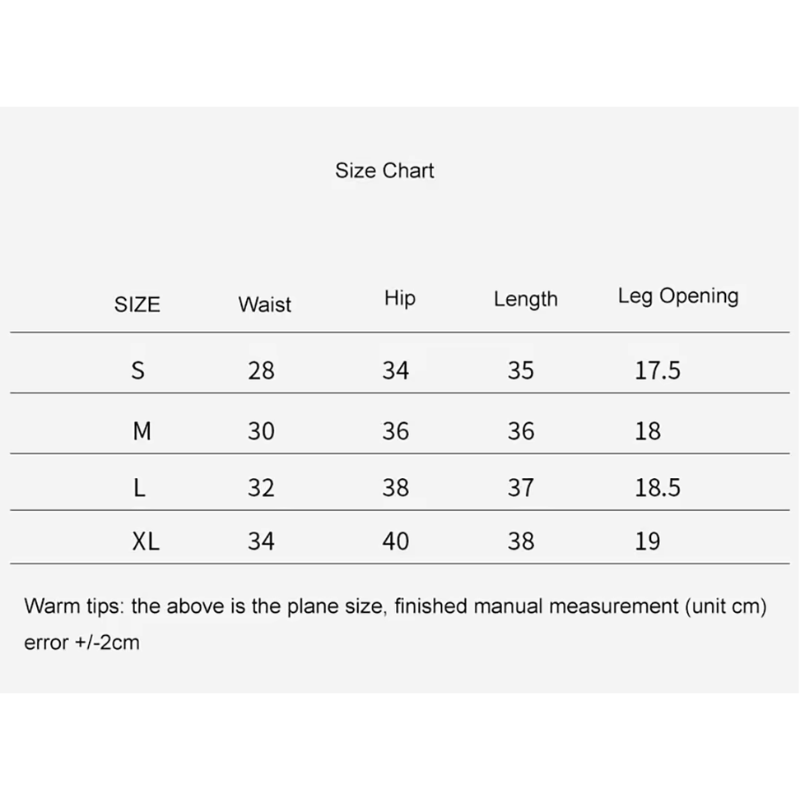 Size Chart
SIZE Waist Hip Length Leg Opening
S 28 34 35 17.5
M 30 36 36 18
L 32 38 37 18.5
XL 34 40 38 19
Warm tips: the above is the plane size, finished manual measurement (unit cm)
error +/-2cm